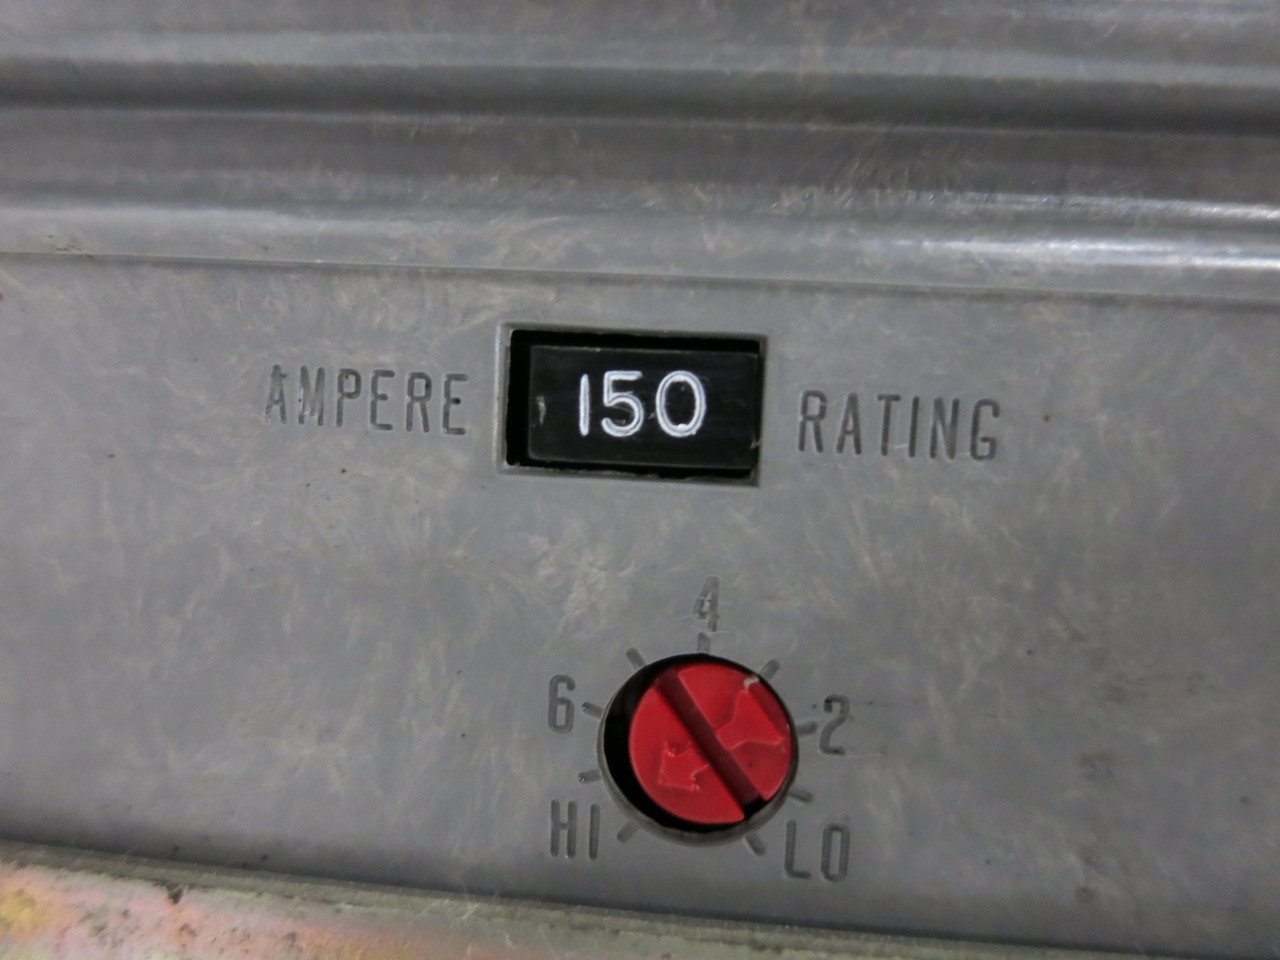 AMPERE 150 RATING
4
6 2
HI LO